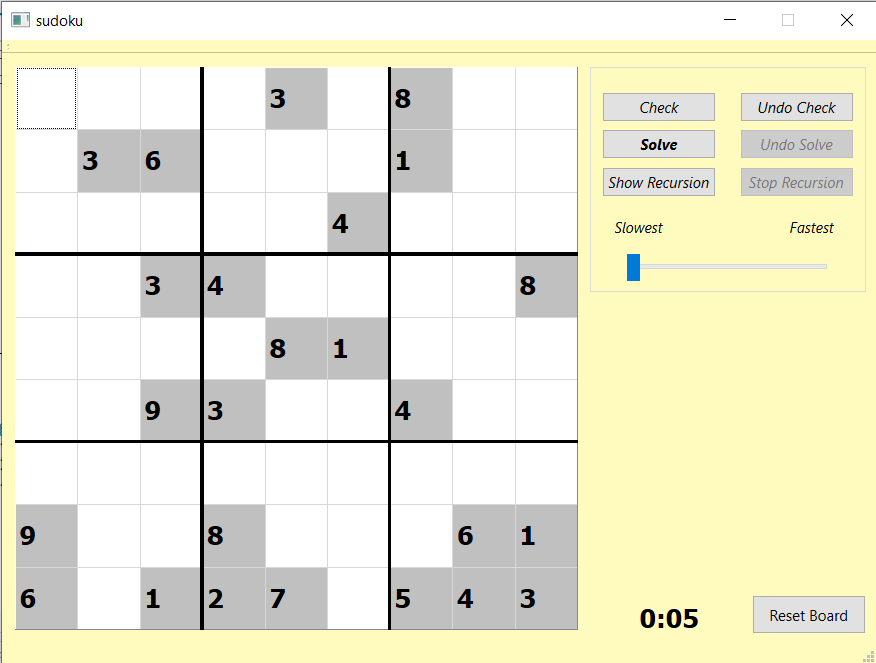 sudoku
3 8
3 6 1
4
3 4 8
8 1
9 3 4
9 8 6 1
6 1 2 7 5 4 3
Check Undo Check
Solve Undo Solve
Show Recursion Stop Recursion
Slowest Fastest
0:05 Reset Board